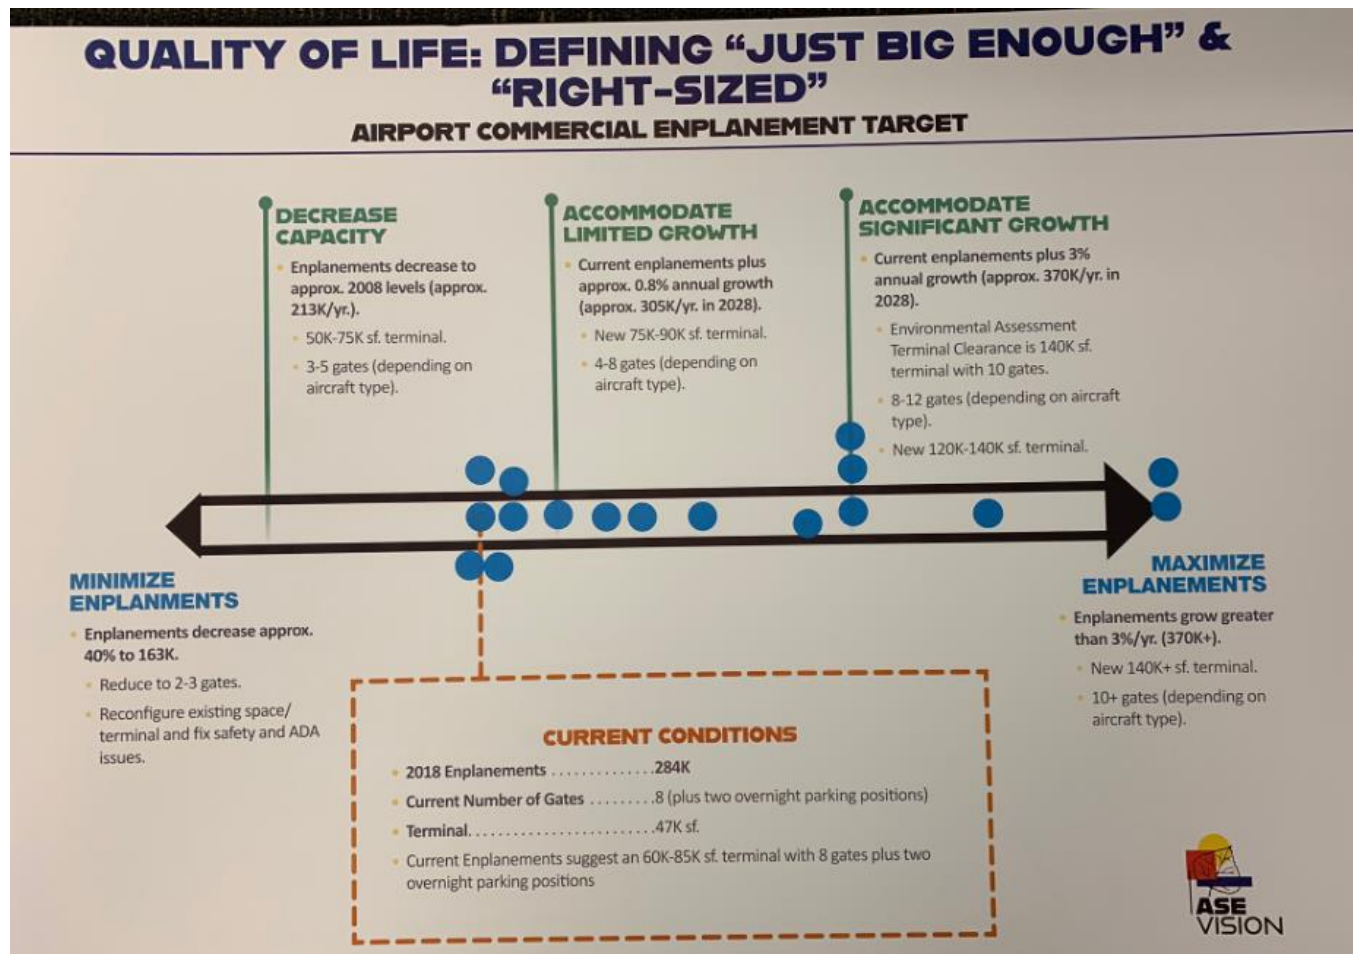 QUALITY OF LIFE: DEFINING “JUST BIG ENOUGH” &
“RIGHT-SIZED”
AIRPORT COMMERCIAL ENPLANEMENT TARGET
DECREASE
CAPACITY
Enplanements decrease to
approx. 2008 levels (approx.
213K/yr.).
50K-75K sf. terminal.
3-5 gates (depending on
aircraft type).
ACCOMMODATE
LIMITED GROWTH
Current enplanements plus
approx. 0.8% annual growth
(approx. 305K/yr. in 2028).
New 75K-90K sf. terminal.
4-8 gates (depending on
aircraft type).
ACCOMMODATE
SIGNIFICANT GROWTH
Current enplanements plus 3%
annual growth (approx. 370K/yr. in
2028).
Environmental Assessment
Terminal Clearance is 140K sf.
terminal with 10 gates.
8-12 gates (depending on aircraft
type).
New 120K-140K sf. terminal.
MINIMIZE
ENPLANMENTS
Enplanements decrease approx.
40% to 163K.
Reduce to 2-3 gates.
Reconfigure existing space/
terminal and fix safety and ADA
issues.
MAXIMIZE
ENPLANEMENTS
Enplanements grow greater
than 3%/yr. (370K+).
New 140K+ sf. terminal.
10+ gates (depending on
aircraft type).
CURRENT CONDITIONS
2018 Enplanements . . . . . . . . . . . . . .284K
Current Number of Gates . . . . . . . . .8 (plus two overnight parking positions)
Terminal. . . . . . . . . . . . . . . . . . . . . . . . .47K sf.
Current Enplanements suggest an 60K-85K sf. terminal with 8 gates plus two
overnight parking positions
ASE
VISION